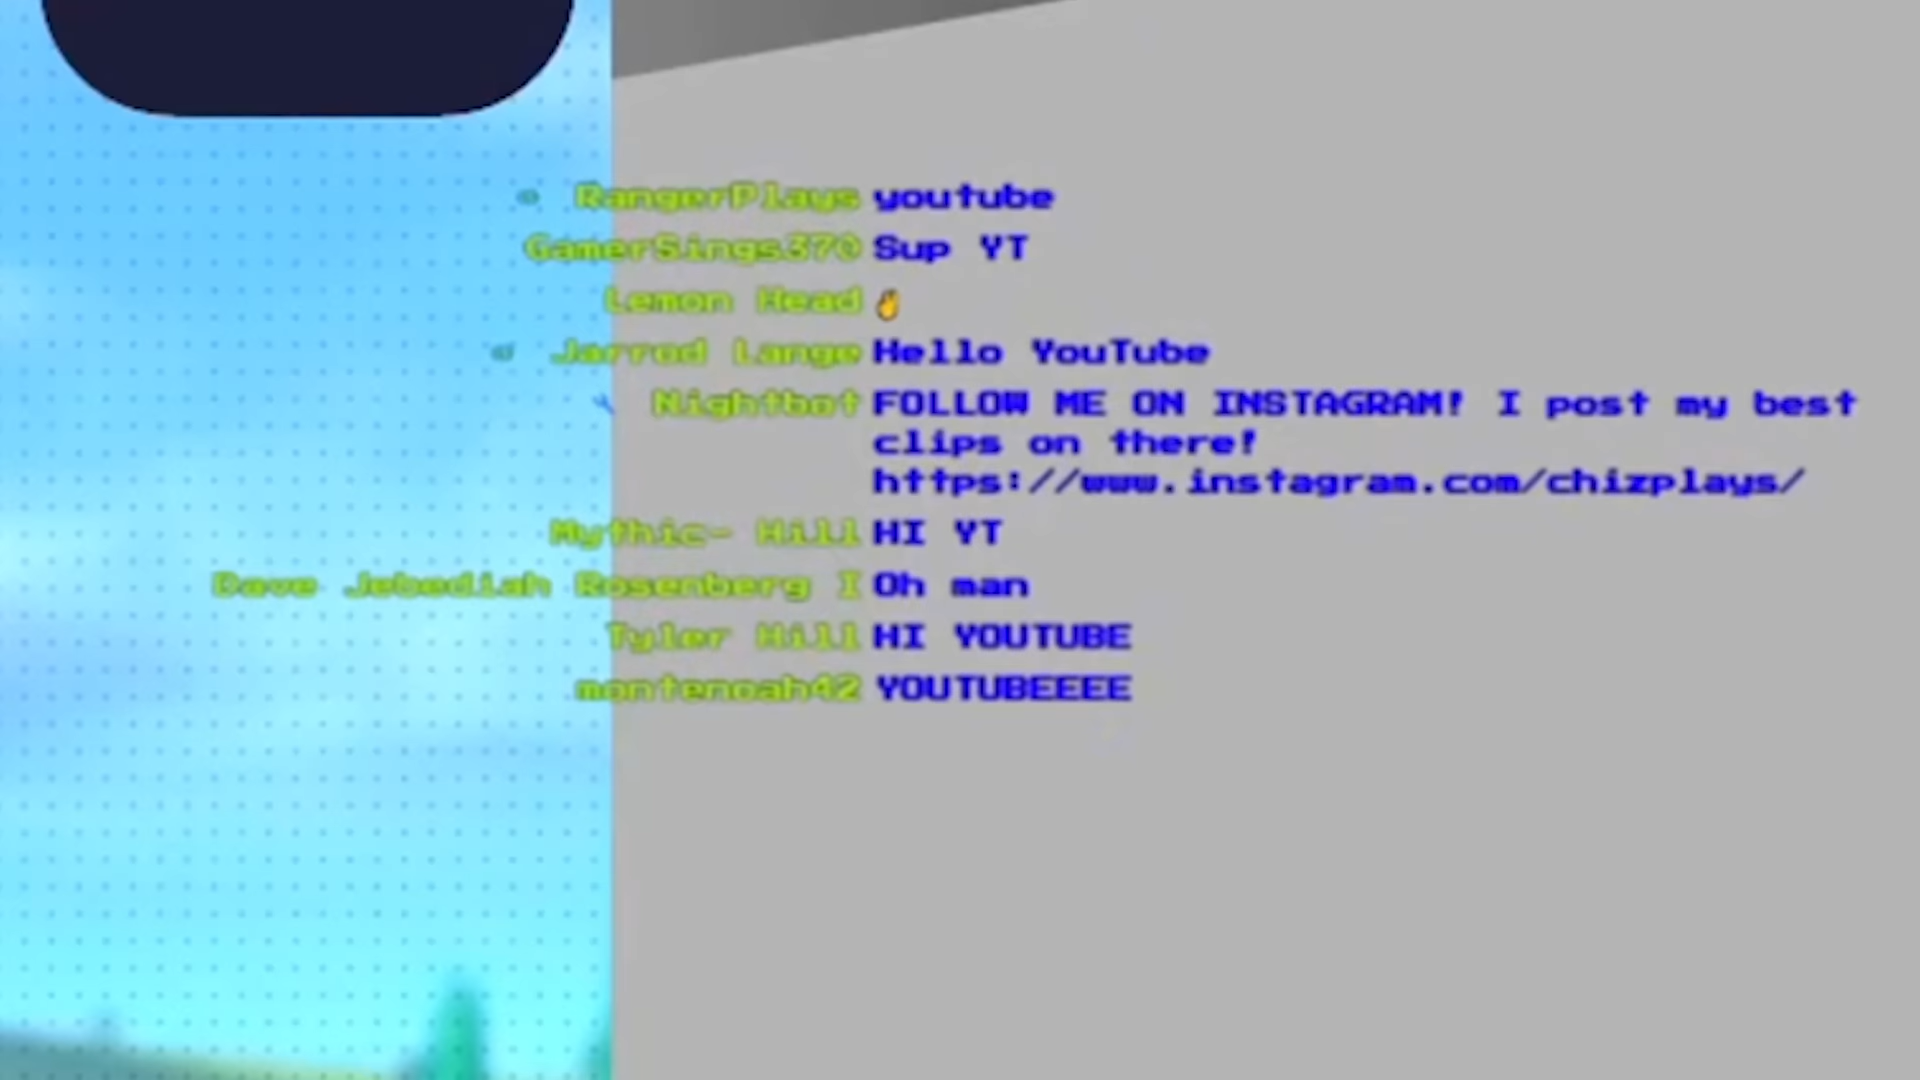 RangerPlays youtube
GamerSings370 Sup YT
Lemon Head ✌
Jarrod Lange Hello YouTube
Nightbot FOLLOW ME ON INSTAGRAM! I post my best
clips on there!
https://www.instagram.com/chizplays/
Mythic- Hill HI YT
Dave Jebediah Rosenberg I Oh man
Tyler Hill HI YOUTUBE
montenoah42 YOUTUBEEEE